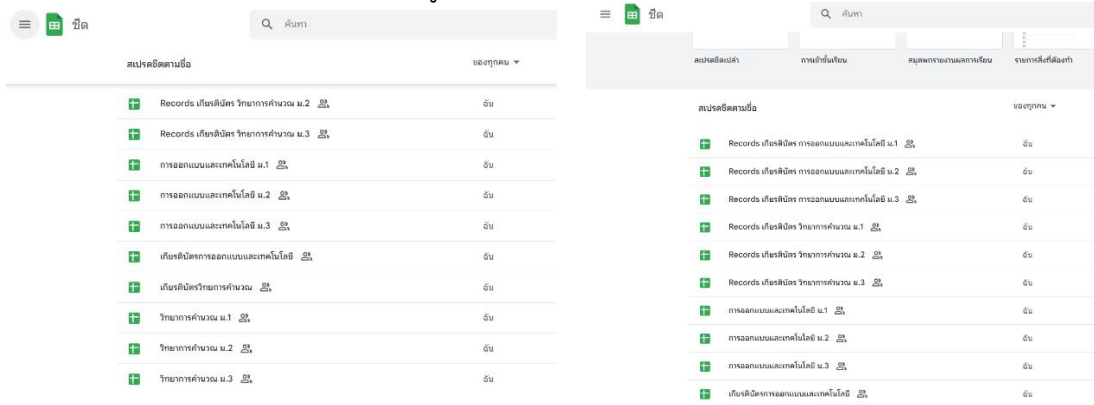 ชีต
ค้นหา
สเปรดชีตตามชื่อ
ของทุกคน
Records เกียรติบัตร วิทยาการคำนวณ ม.2 ฉัน
Records เกียรติบัตร วิทยาการคำนวณ ม.3 ฉัน
การออกแบบและเทคโนโลยี ม.1 ฉัน
การออกแบบและเทคโนโลยี ม.2 ฉัน
การออกแบบและเทคโนโลยี ม.3 ฉัน
เกียรติบัตรการออกแบบและเทคโนโลยี ฉัน
เกียรติบัตรวิทยาการคำนวณ ฉัน
วิทยาการคำนวณ ม.1 ฉัน
วิทยาการคำนวณ ม.2 ฉัน
วิทยาการคำนวณ ม.3 ฉัน
ชีต
ค้นหา
สเปรดชีตเปล่า
การเข้าชั้นเรียน
สมุดพกรายงานผลการเรียน
รายการสิ่งที่ต้องทำ
สเปรดชีตตามชื่อ
ของทุกคน
Records เกียรติบัตร การออกแบบและเทคโนโลยี ม.1 ฉัน
Records เกียรติบัตร การออกแบบและเทคโนโลยี ม.2 ฉัน
Records เกียรติบัตร การออกแบบและเทคโนโลยี ม.3 ฉัน
Records เกียรติบัตร วิทยาการคำนวณ ม.1 ฉัน
Records เกียรติบัตร วิทยาการคำนวณ ม.2 ฉัน
Records เกียรติบัตร วิทยาการคำนวณ ม.3 ฉัน
การออกแบบและเทคโนโลยี ม.1 ฉัน
การออกแบบและเทคโนโลยี ม.2 ฉัน
การออกแบบและเทคโนโลยี ม.3 ฉัน
เกียรติบัตรการออกแบบและเทคโนโลยี ฉัน